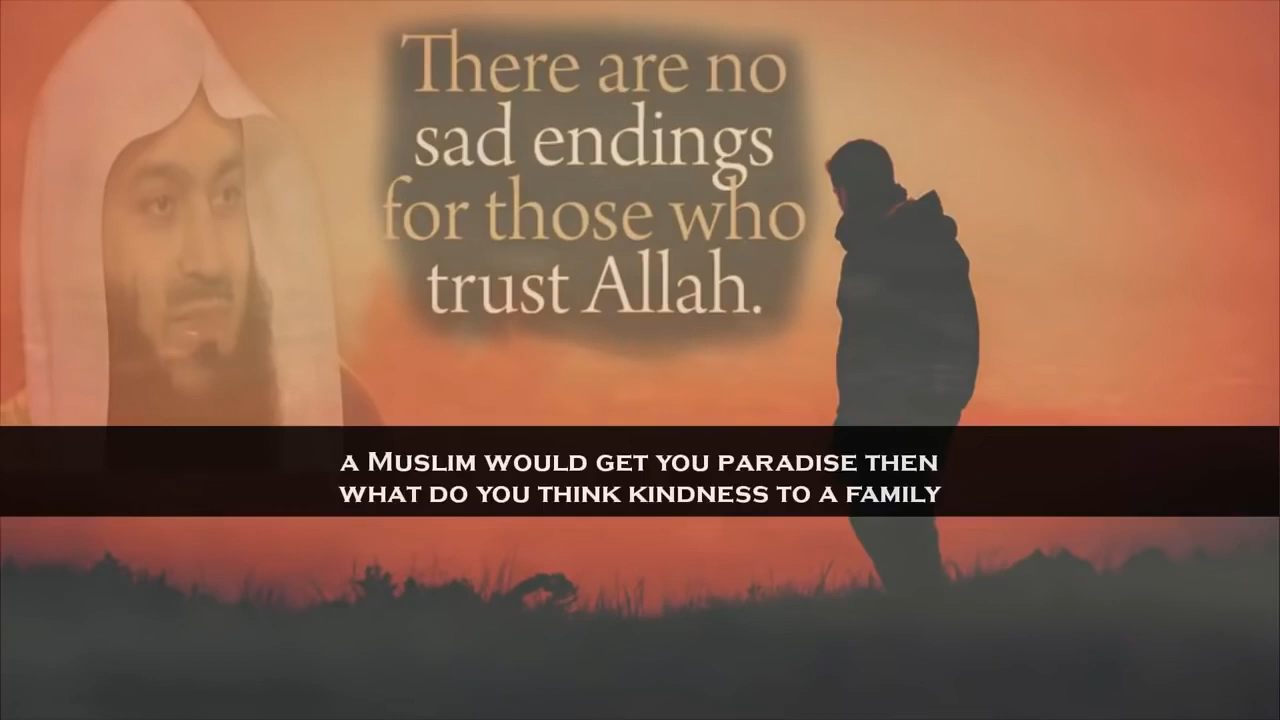 There are no
sad endings
for those who
trust Allah.
a Muslim would get you paradise then
what do you think kindness to a family